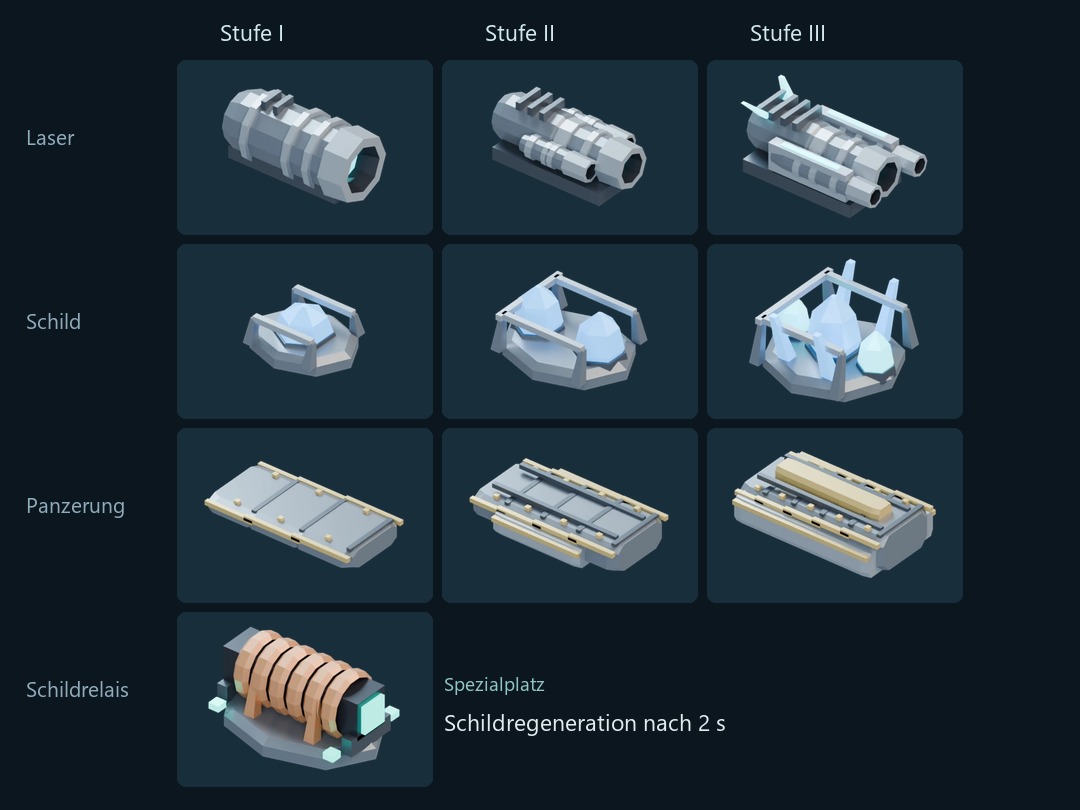 Stufe I
Stufe II
Stufe III
Laser
Schild
Panzerung
Schildrelais
Spezialplatz
Schildregeneration nach 2 s